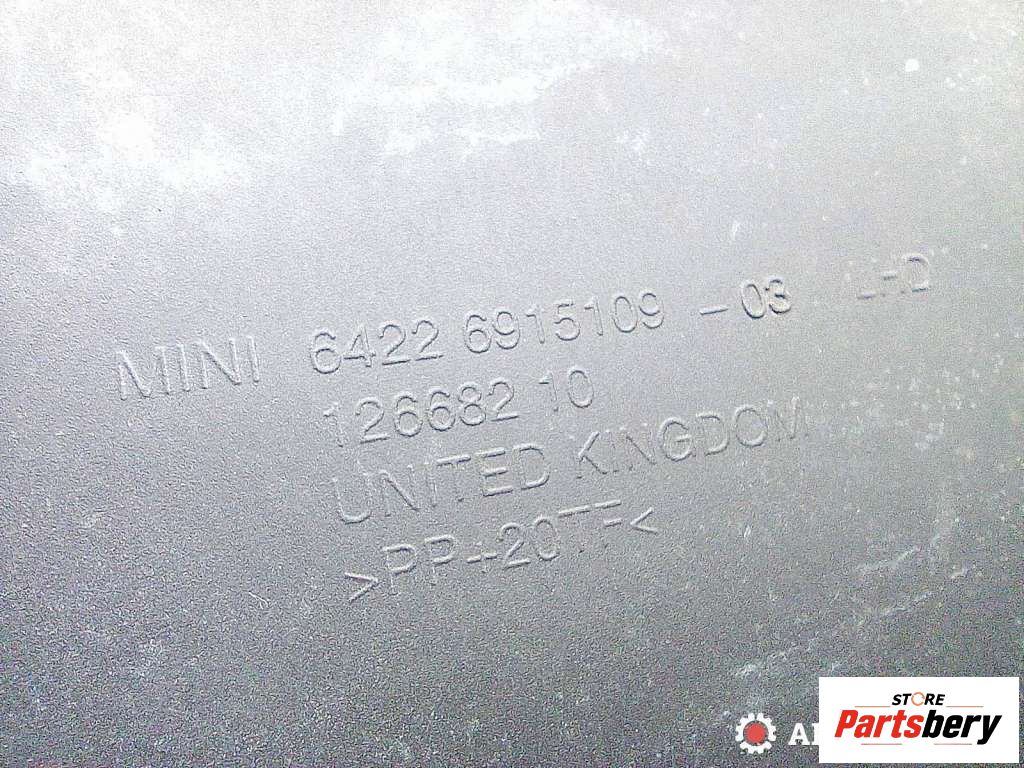 MINI 6422 6915109 - 03 LHD
126682 10
UNITED KINGDOM
>PP+20TF<
STORE
Partsbery